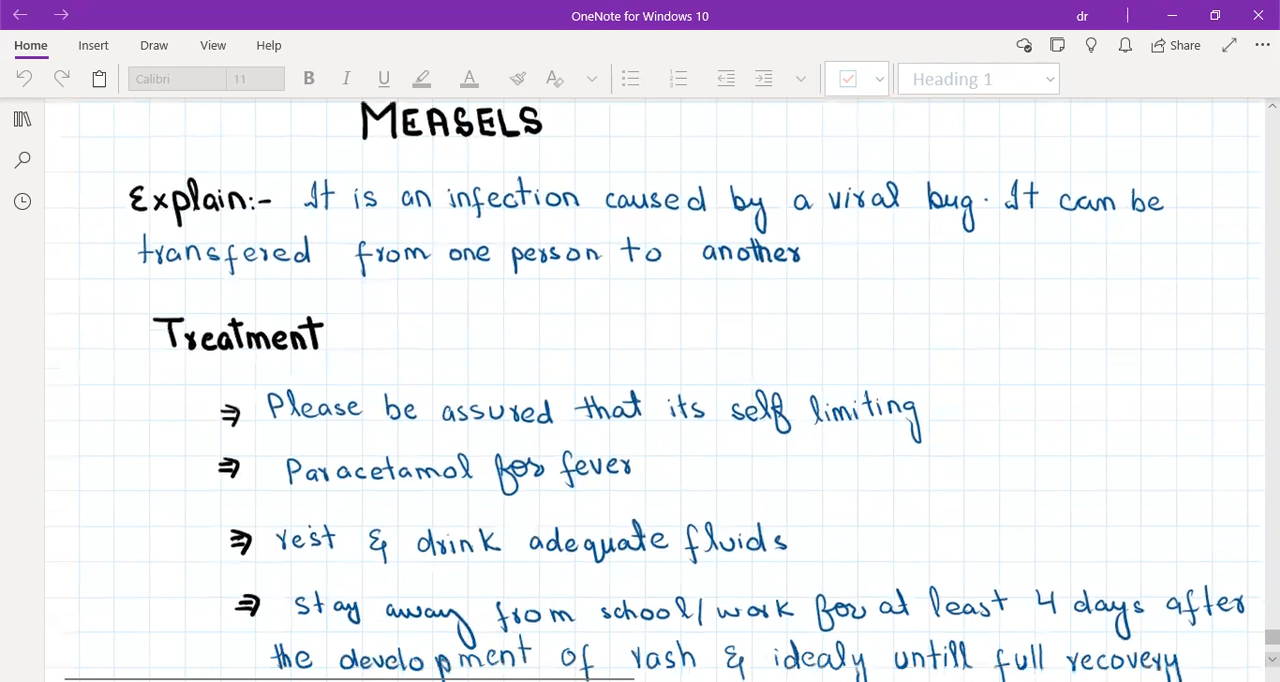 OneNote for Windows 10
dr
Home Insert Draw View Help
Share
Calibri 11 B I U A Heading 1
MEASELS
Explain:- It is an infection caused by a viral bug. It can be
transfered from one person to another
Treatment
⇒ Please be assured that its self limiting
⇒ Paracetamol for fever
⇒ rest & drink adequate fluids
⇒ stay away from school/work for at least 4 days after
the development of rash & idealy untill full recovery